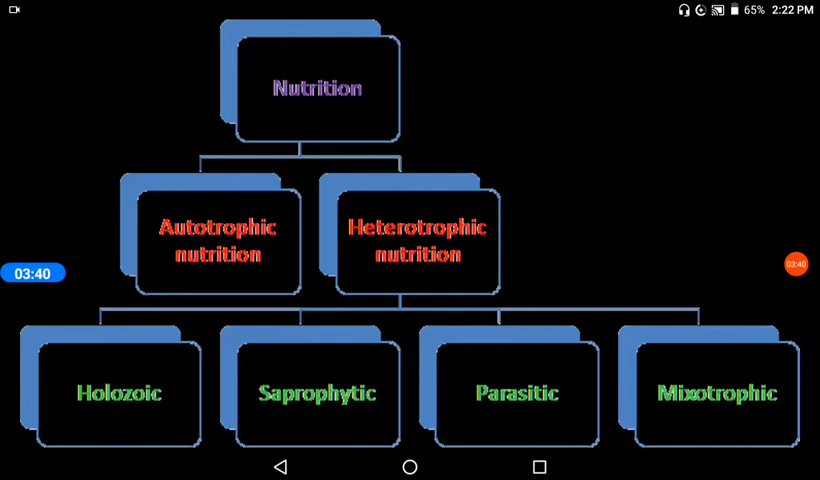 65% 2:22 PM
Nutrition
Autotrophic
nutrition
Heterotrophic
nutrition
03:40
03:40
Holozoic
Saprophytic
Parasitic
Mixotrophic